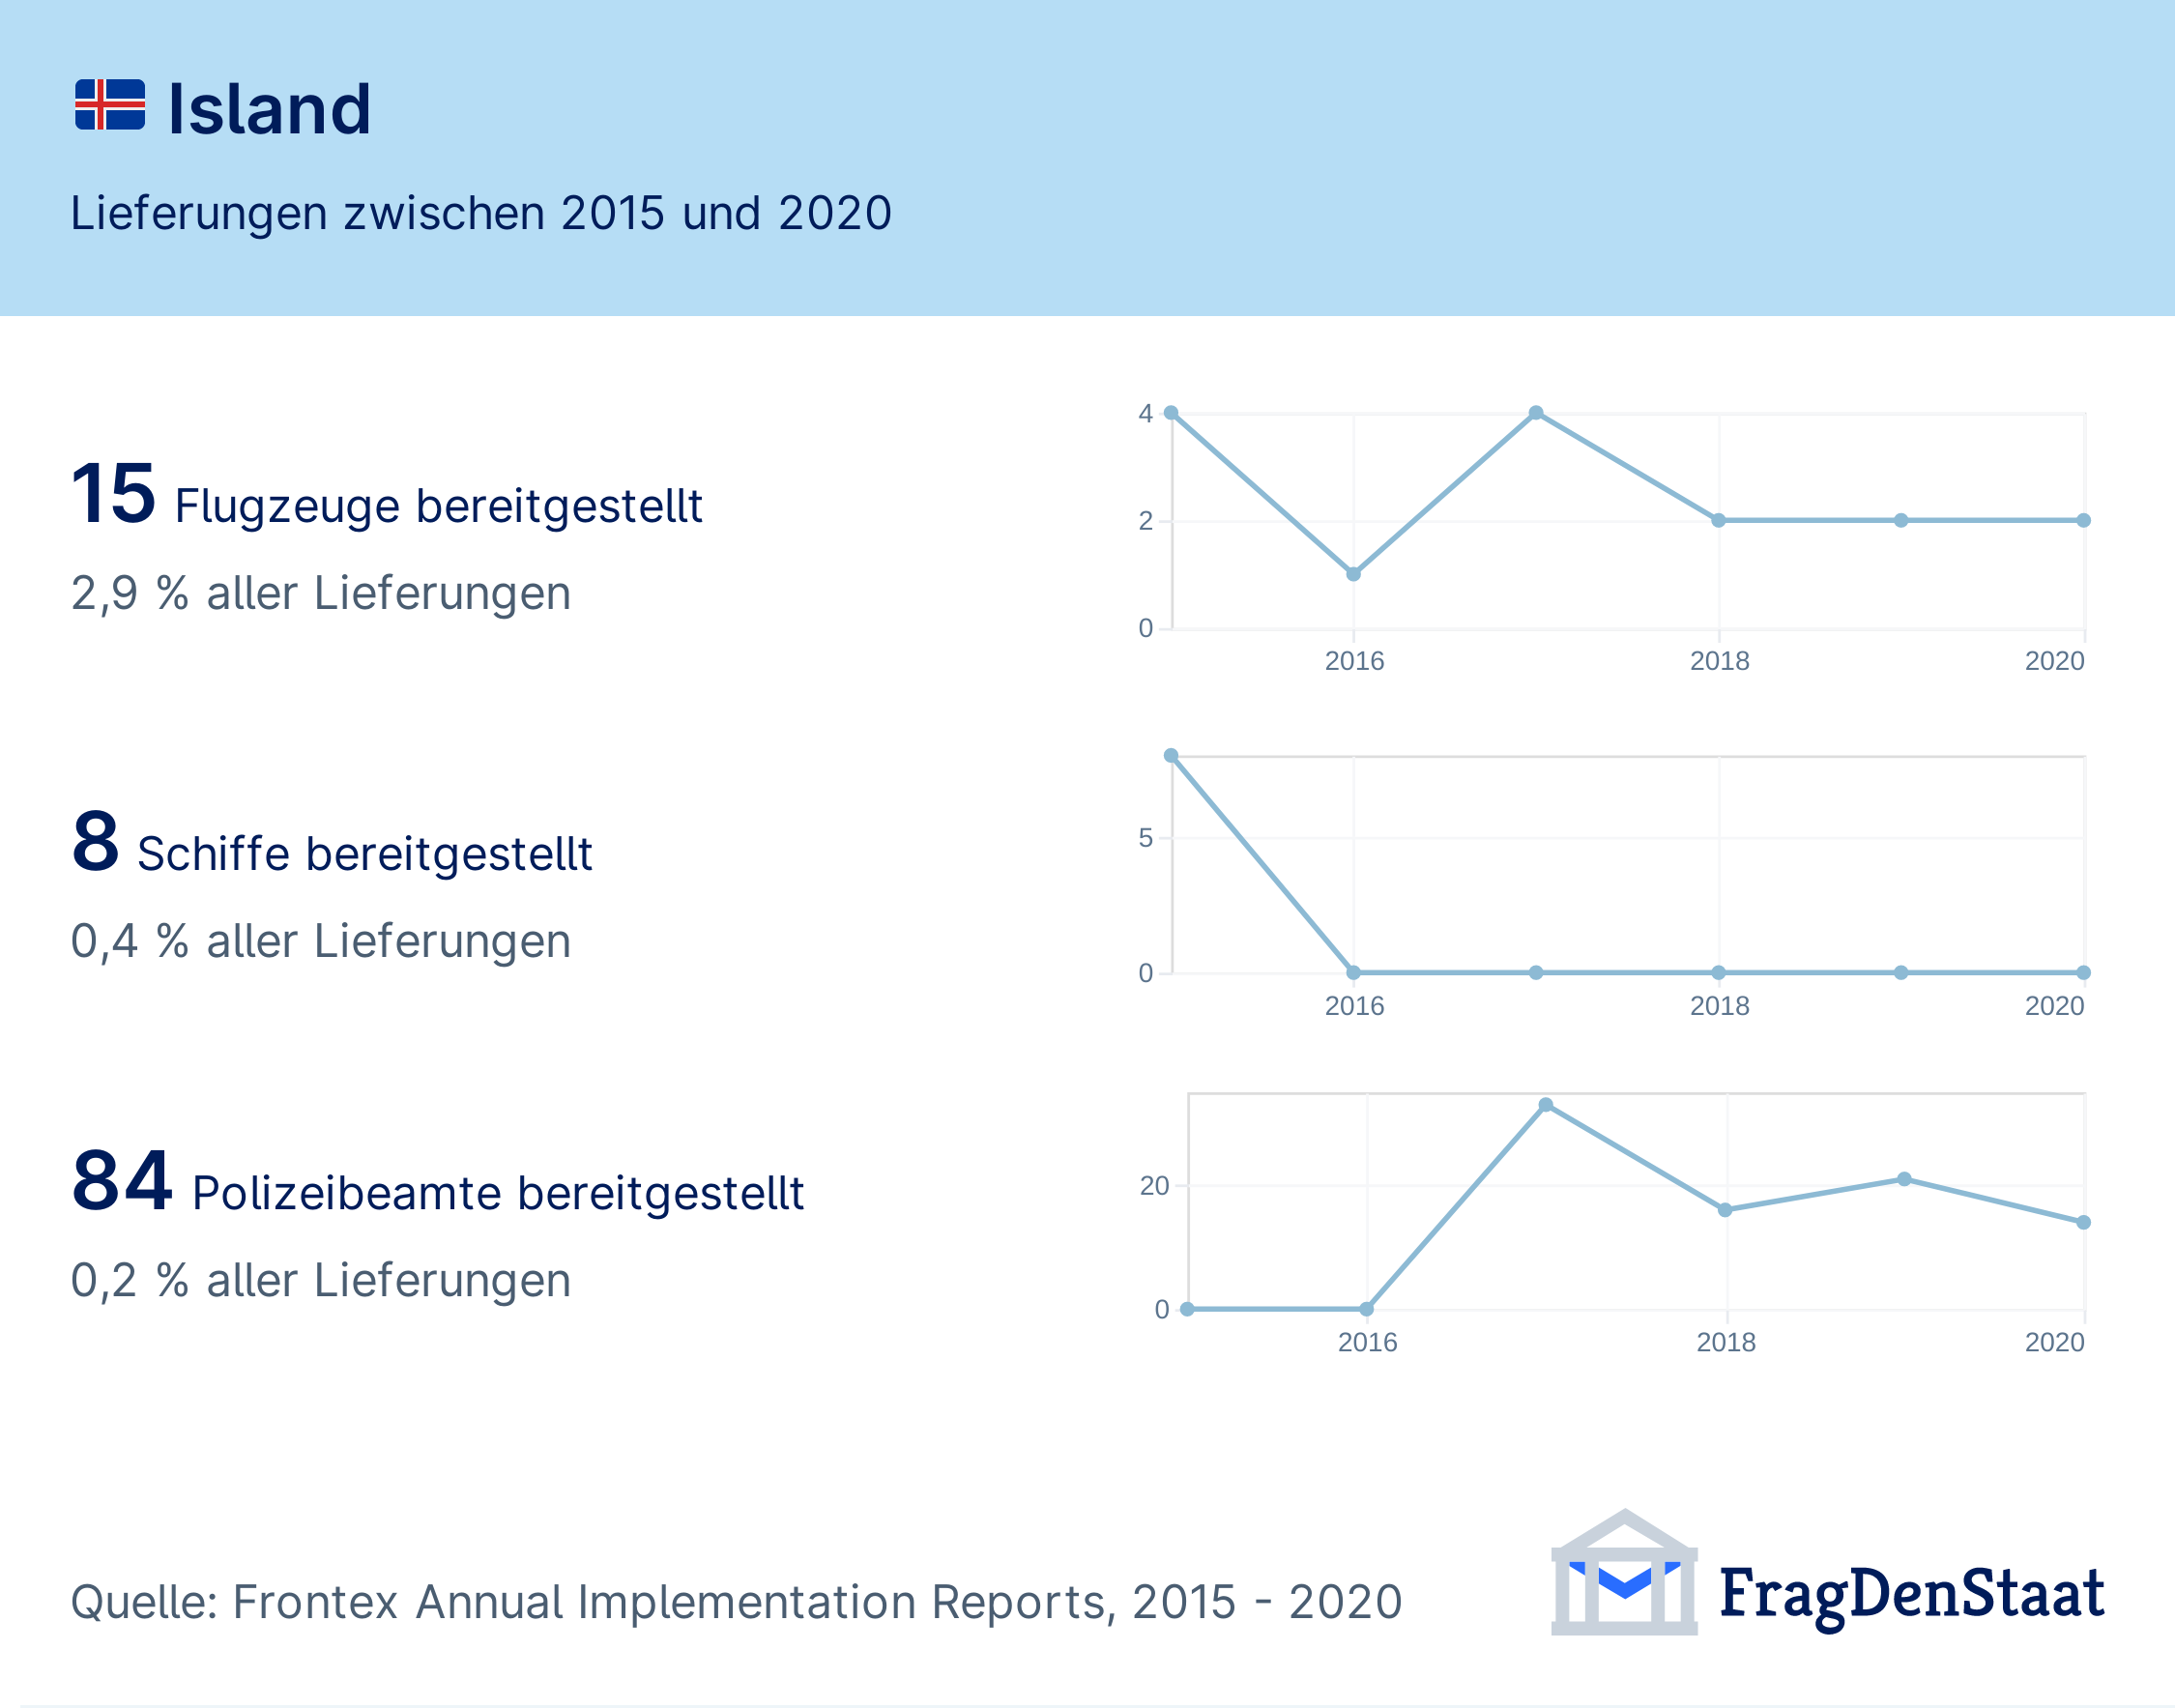 Island
Lieferungen zwischen 2015 und 2020
15 Flugzeuge bereitgestellt
2,9 % aller Lieferungen
4
2
0
2016 2018 2020
8 Schiffe bereitgestellt
0,4 % aller Lieferungen
5
0
2016 2018 2020
84 Polizeibeamte bereitgestellt
0,2 % aller Lieferungen
20
0
2016 2018 2020
Quelle: Frontex Annual Implementation Reports, 2015 - 2020
FragDenStaat